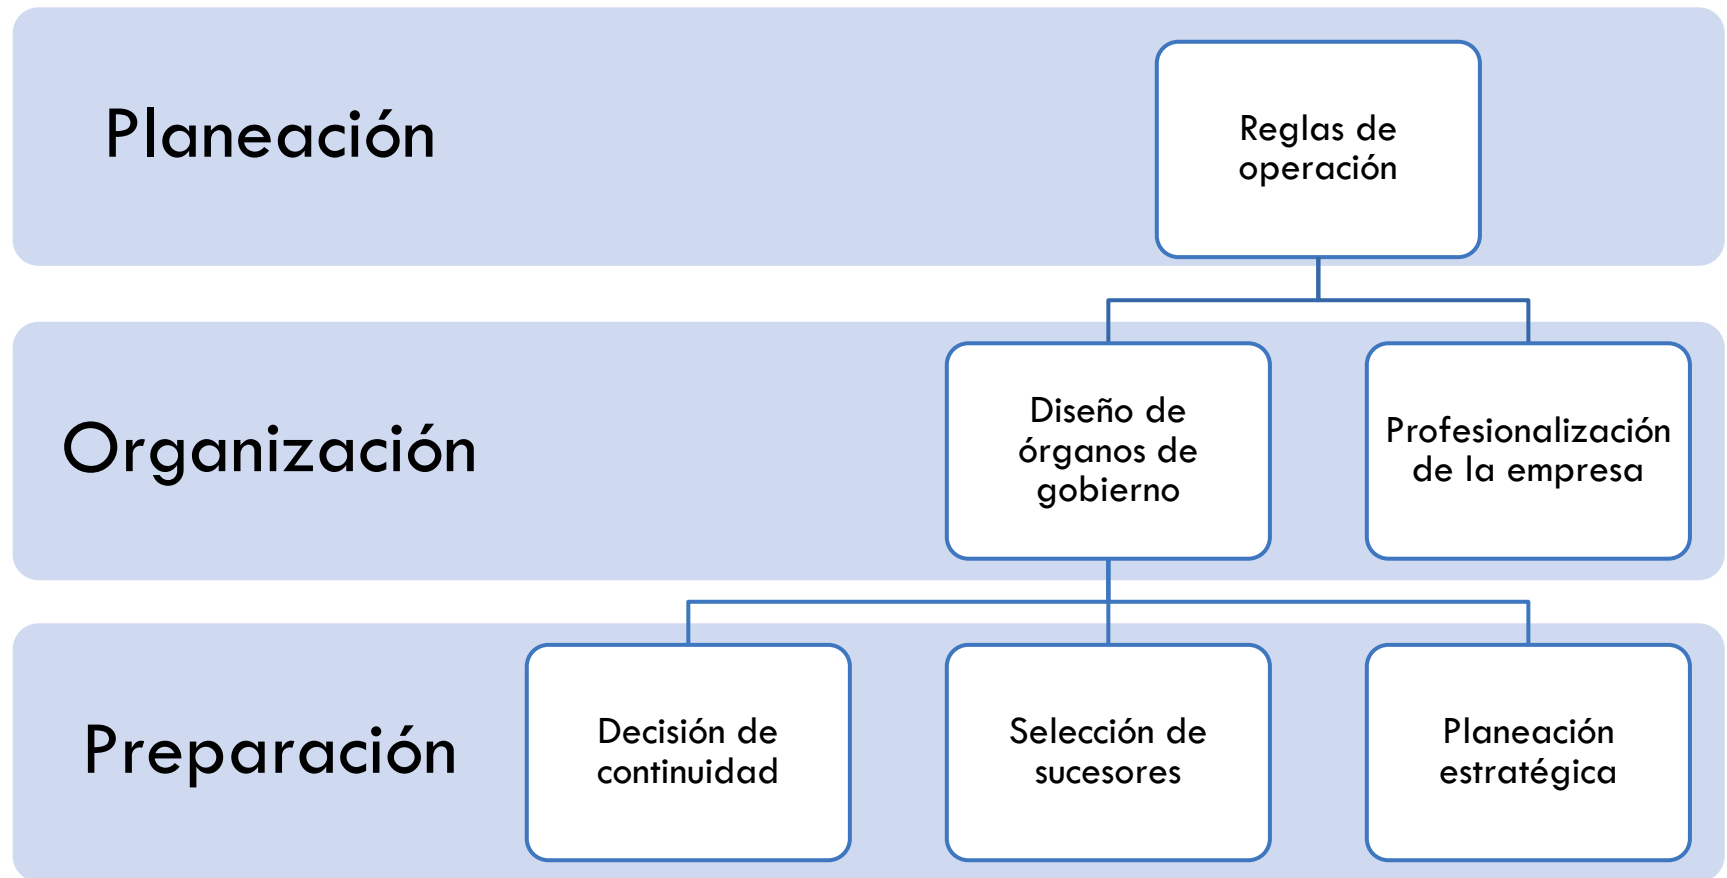 Planeación
Reglas de
operación
Organización
Diseño de
órganos de
gobierno
Profesionalización
de la empresa
Preparación
Decisión de
continuidad
Selección de
sucesores
Planeación
estratégica